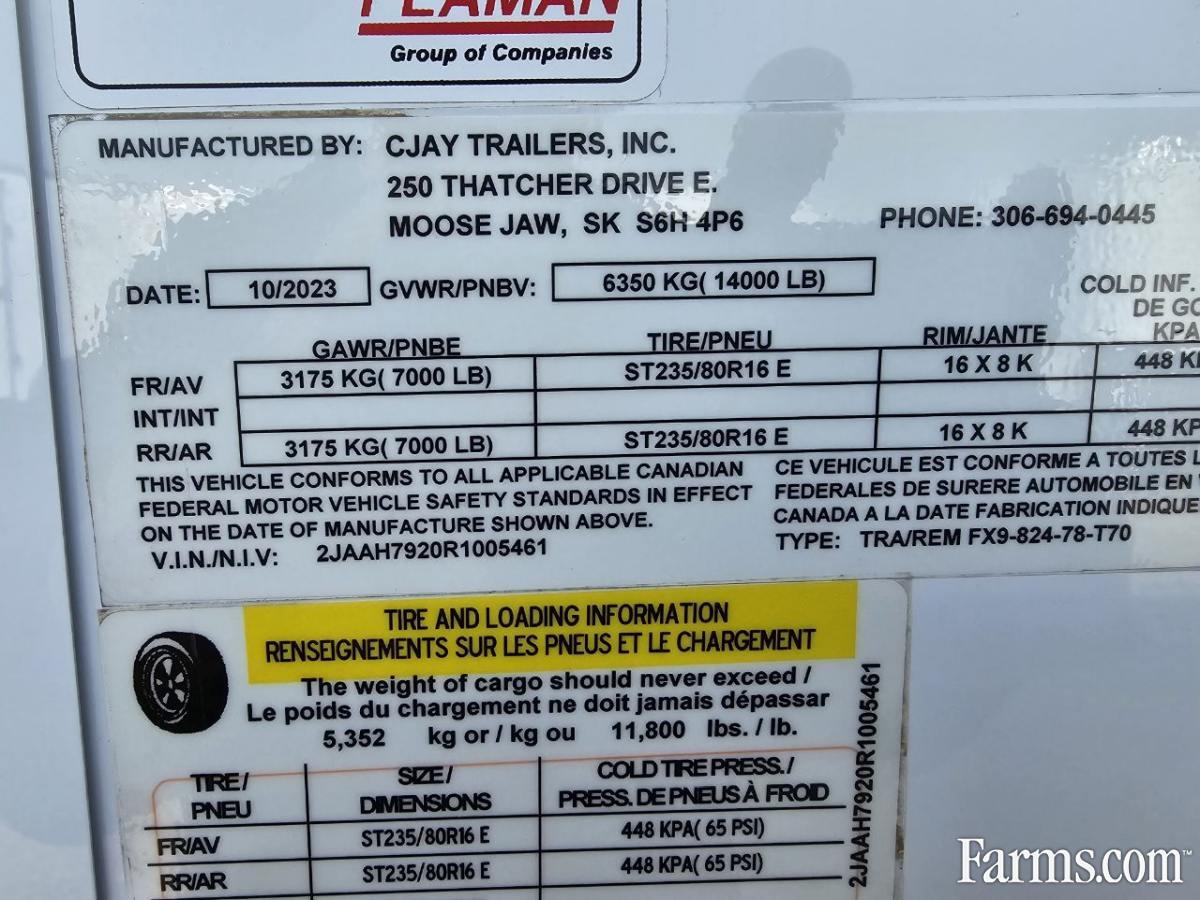 FLAMAN
Group of Companies
MANUFACTURED BY: CJAY TRAILERS, INC.
250 THATCHER DRIVE E.
MOOSE JAW, SK S6H 4P6
PHONE: 306-694-0445
DATE: 10/2023 GVWR/PNBV: 6350 KG( 14000 LB)
COLD INF.
DE GO
KPA
GAWR/PNBE TIRE/PNEU RIM/JANTE
FR/AV 3175 KG( 7000 LB) ST235/80R16 E 16 X 8 K 448 K
INT/INT
RR/AR 3175 KG( 7000 LB) ST235/80R16 E 16 X 8 K 448 KP
THIS VEHICLE CONFORMS TO ALL APPLICABLE CANADIAN
FEDERAL MOTOR VEHICLE SAFETY STANDARDS IN EFFECT
ON THE DATE OF MANUFACTURE SHOWN ABOVE.
V.I.N./N.I.V: 2JAAH7920R1005461
CE VEHICULE EST CONFORME A TOUTES L
FEDERALES DE SURERE AUTOMOBILE EN V
CANADA A LA DATE FABRICATION INDIQUE
TYPE: TRA/REM FX9-824-78-T70
TIRE AND LOADING INFORMATION
RENSEIGNEMENTS SUR LES PNEUS ET LE CHARGEMENT
The weight of cargo should never exceed /
Le poids du chargement ne doit jamais dépassar
5,352 kg or / kg ou 11,800 lbs. / lb.
TIRE / SIZE / COLD TIRE PRESS. /
PNEU DIMENSIONS PRESS. DE PNEUS À FROID
FR/AV ST235/80R16 E 448 KPA( 65 PSI)
RR/AR ST235/80R16 E 448 KPA( 65 PSI)
2JAAH7920R1005461
Farms.com™